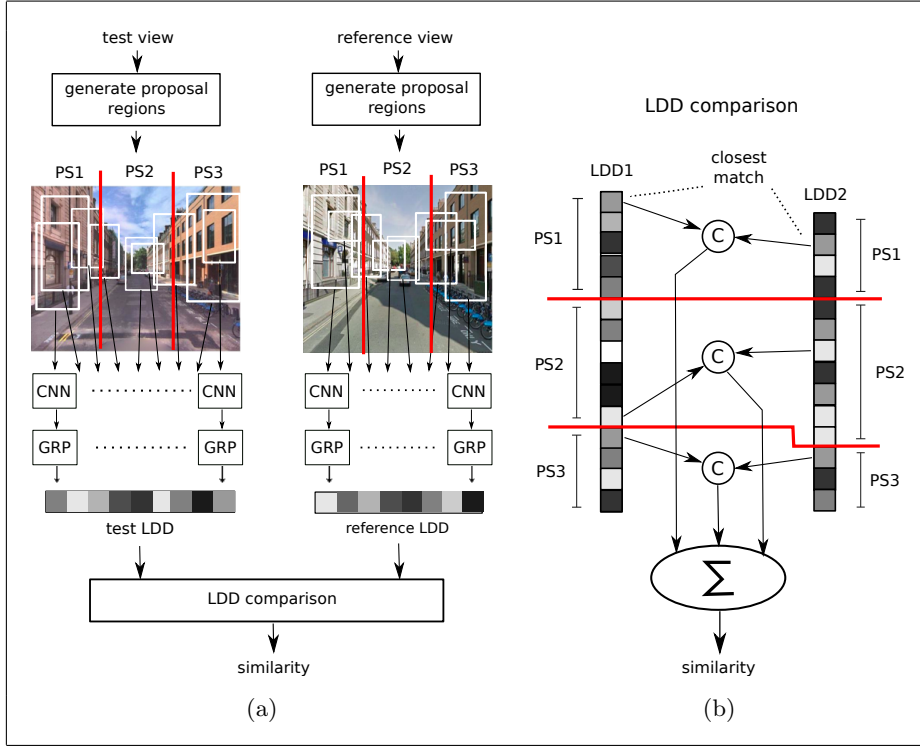 test view
reference view
generate proposal
regions
generate proposal
regions
PS1 PS2 PS3
PS1 PS2 PS3
CNN
CNN
CNN
CNN
GRP
GRP
GRP
GRP
test LDD
reference LDD
LDD comparison
similarity
(a)
LDD comparison
closest
match
LDD1
LDD2
PS1
C
PS1
PS2
C
PS2
PS3
C
PS3
Σ
similarity
(b)